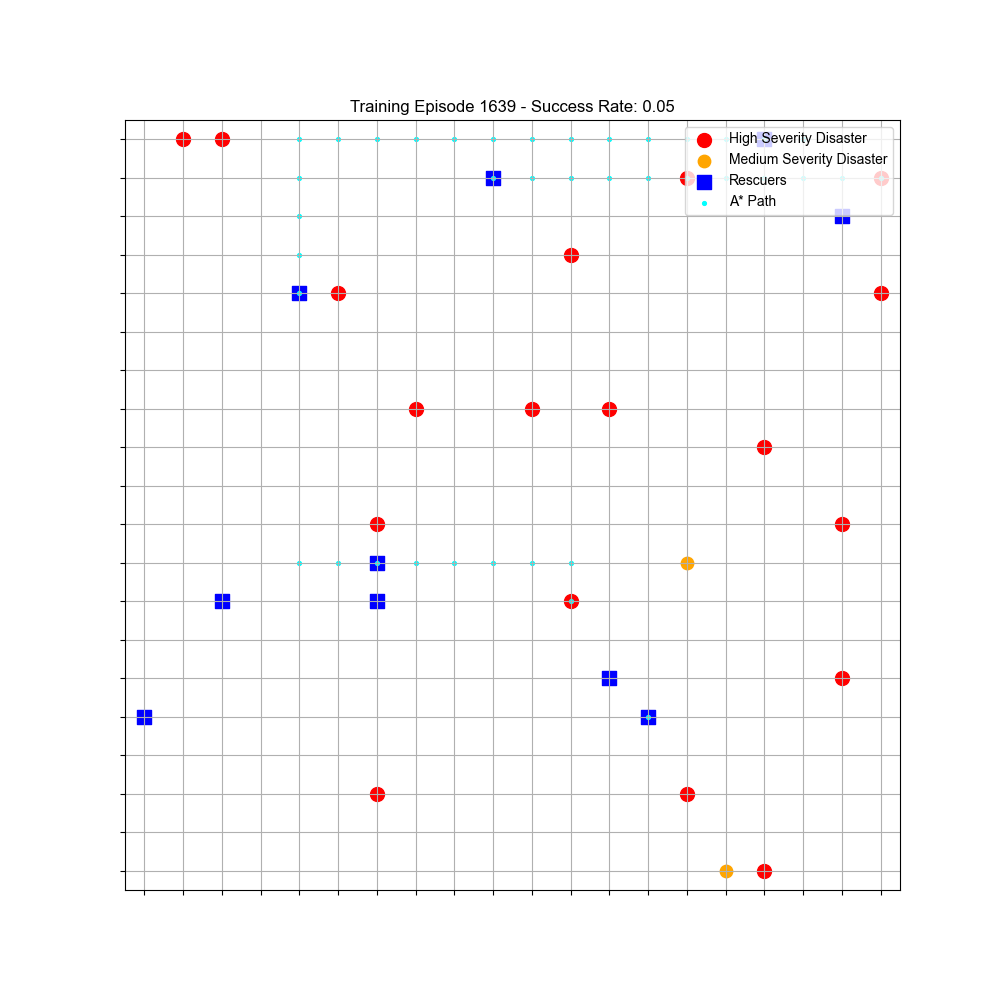 Training Episode 1639 - Success Rate: 0.05
High Severity Disaster
Medium Severity Disaster
Rescuers
A* Path